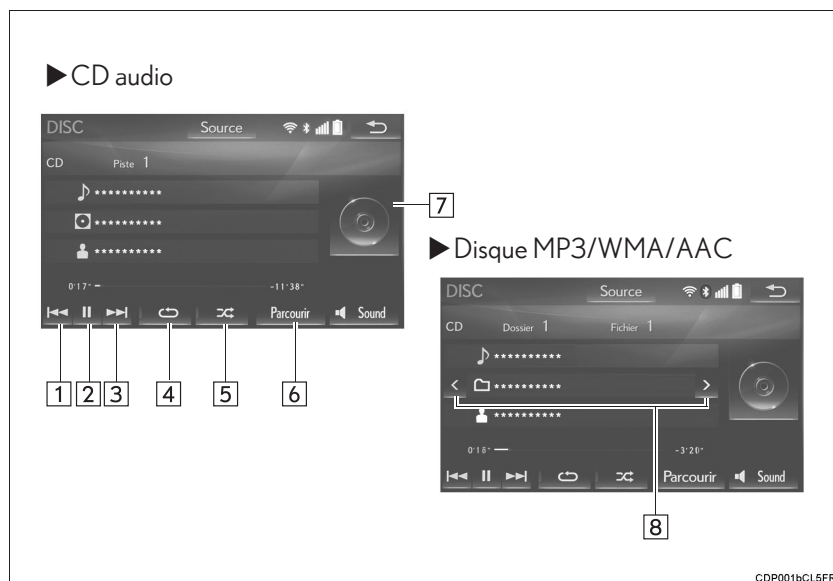 ▶CD audio
DISC Source
CD Piste 1
**********
**********
**********
0'17" -11'38"
Parcourir Sound
1 2 3 4 5 6
7
▶Disque MP3/WMA/AAC
DISC Source
CD Dossier 1 Fichier 1
**********
< ********** >
**********
0'16" -3'20"
Parcourir Sound
8
CDP001bCL5FR